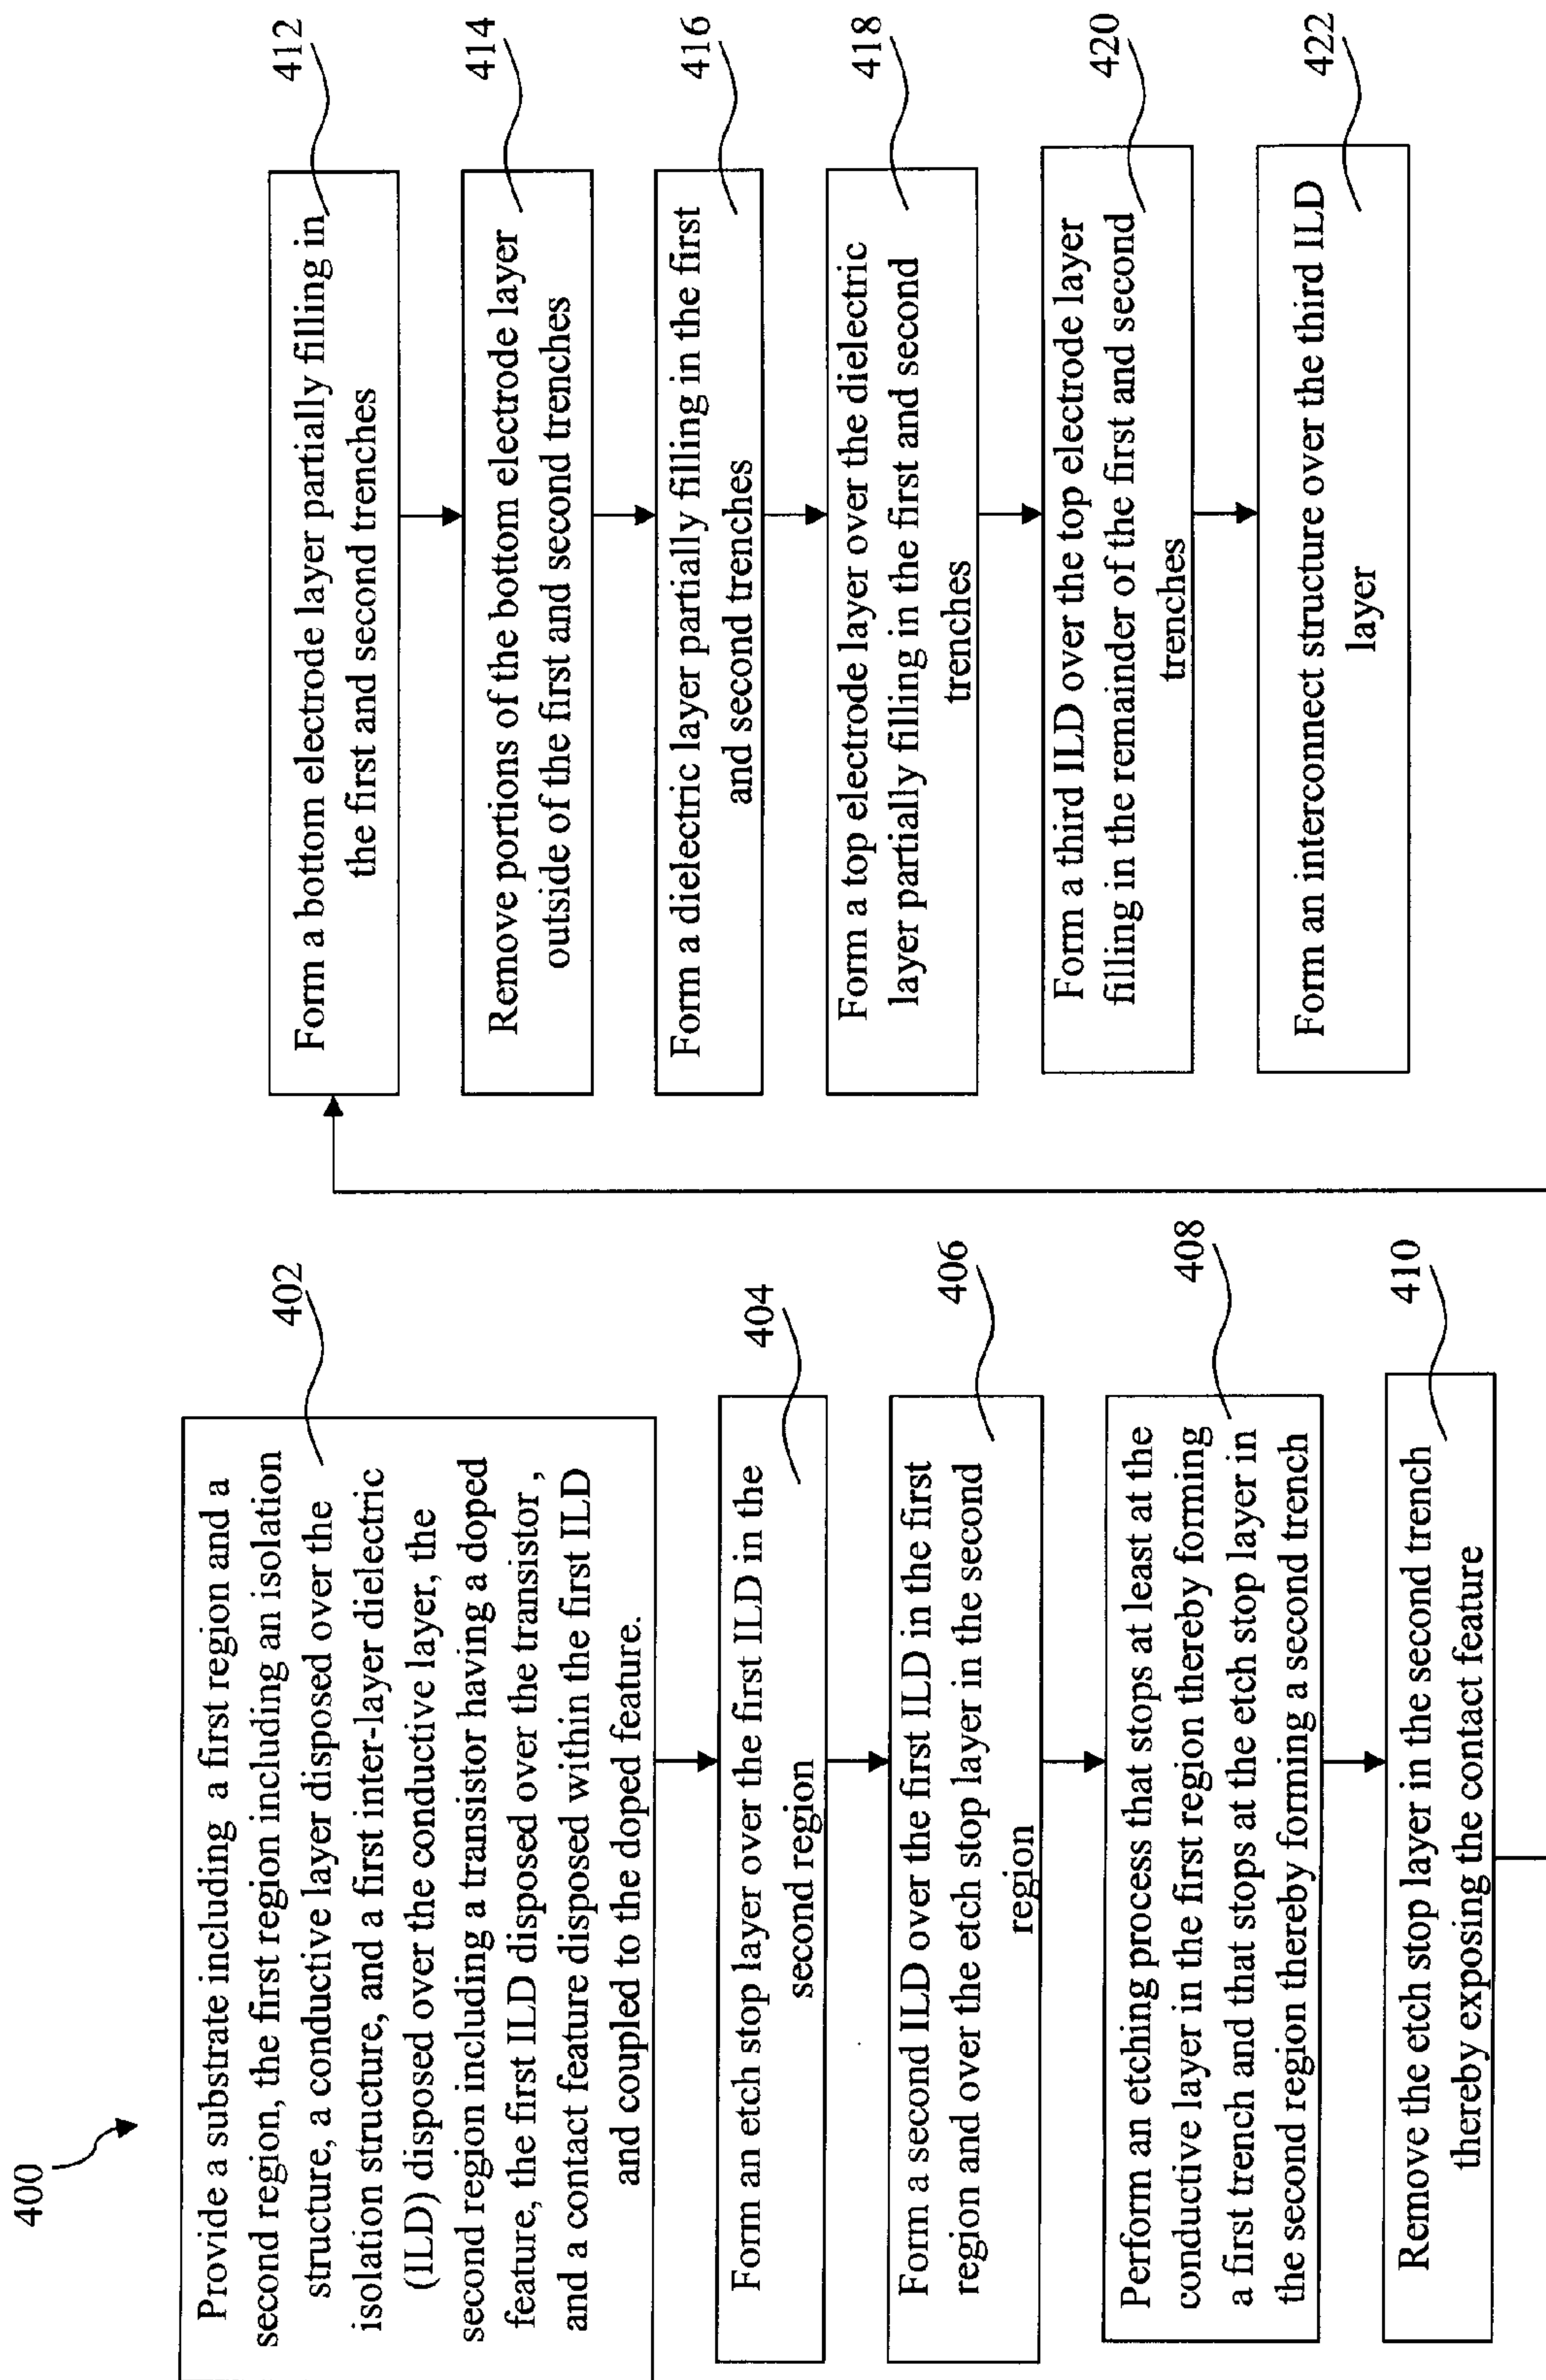 400
402
Provide a substrate including a first region and a
second region, the first region including an isolation
structure, a conductive layer disposed over the
isolation structure, and a first inter-layer dielectric
(ILD) disposed over the conductive layer, the
second region including a transistor having a doped
feature, the first ILD disposed over the transistor ,
and a contact feature disposed within the first ILD
and coupled to the doped feature.
404
Form an etch stop layer over the first ILD in the
second region
406
Form a second ILD over the first ILD in the first
region and over the etch stop layer in the second
region
408
Perform an etching process that stops at least at the
conductive layer in the first region thereby forming
a first trench and that stops at the etch stop layer in
the second region thereby forming a second trench
410
Remove the etch stop layer in the second trench
thereby exposing the contact feature
412
Form a bottom electrode layer partially filling in
the first and second trenches
414
Remove portions of the bottom electrode layer
outside of the first and second trenches
416
Form a dielectric layer partially filling in the first
and second trenches
418
Form a top electrode layer over the dielectric
layer partially filling in the first and second
trenches
420
Form a third ILD over the top electrode layer
filling in the remainder of the first and second
trenches
422
Form an interconnect structure over the third ILD
layer